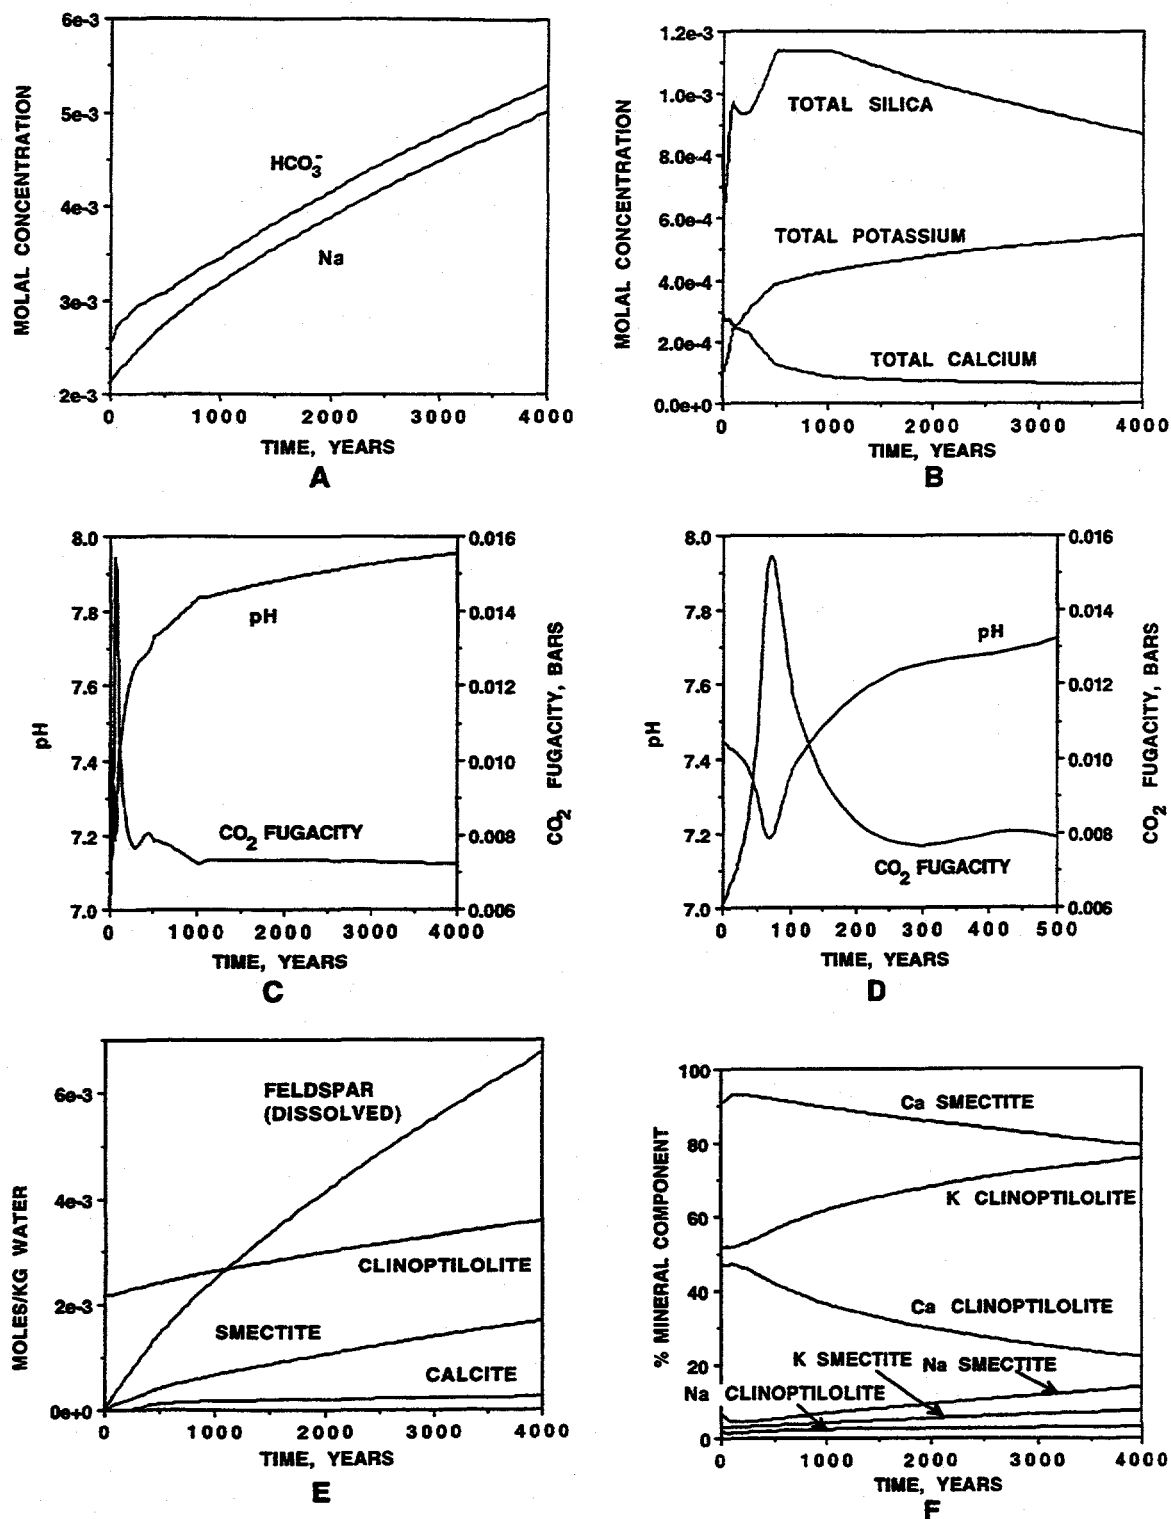 6e-3
5e-3
4e-3
3e-3
2e-3
MOLAL CONCENTRATION
HCO₃⁻
Na
0 1000 2000 3000 4000
TIME, YEARS
A
1.2e-3
1.0e-3
8.0e-4
6.0e-4
4.0e-4
2.0e-4
0.0e+0
MOLAL CONCENTRATION
TOTAL SILICA
TOTAL POTASSIUM
TOTAL CALCIUM
0 1000 2000 3000 4000
TIME, YEARS
B
8.0
7.8
7.6
7.4
7.2
7.0
pH
pH
CO₂ FUGACITY
0.016
0.014
0.012
0.010
0.008
0.006
CO₂ FUGACITY, BARS
0 1000 2000 3000 4000
TIME, YEARS
C
8.0
7.8
7.6
7.4
7.2
7.0
pH
pH
CO₂ FUGACITY
0.016
0.014
0.012
0.010
0.008
0.006
CO₂ FUGACITY, BARS
0 100 200 300 400 500
TIME, YEARS
D
6e-3
4e-3
2e-3
0e+0
MOLES/KG WATER
FELDSPAR
(DISSOLVED)
CLINOPTILOLITE
SMECTITE
CALCITE
0 1000 2000 3000 4000
TIME, YEARS
E
100
80
60
40
20
0
% MINERAL COMPONENT
Ca SMECTITE
K CLINOPTILOLITE
Ca CLINOPTILOLITE
K SMECTITE
Na SMECTITE
Na CLINOPTILOLITE
0 1000 2000 3000 4000
TIME, YEARS
F